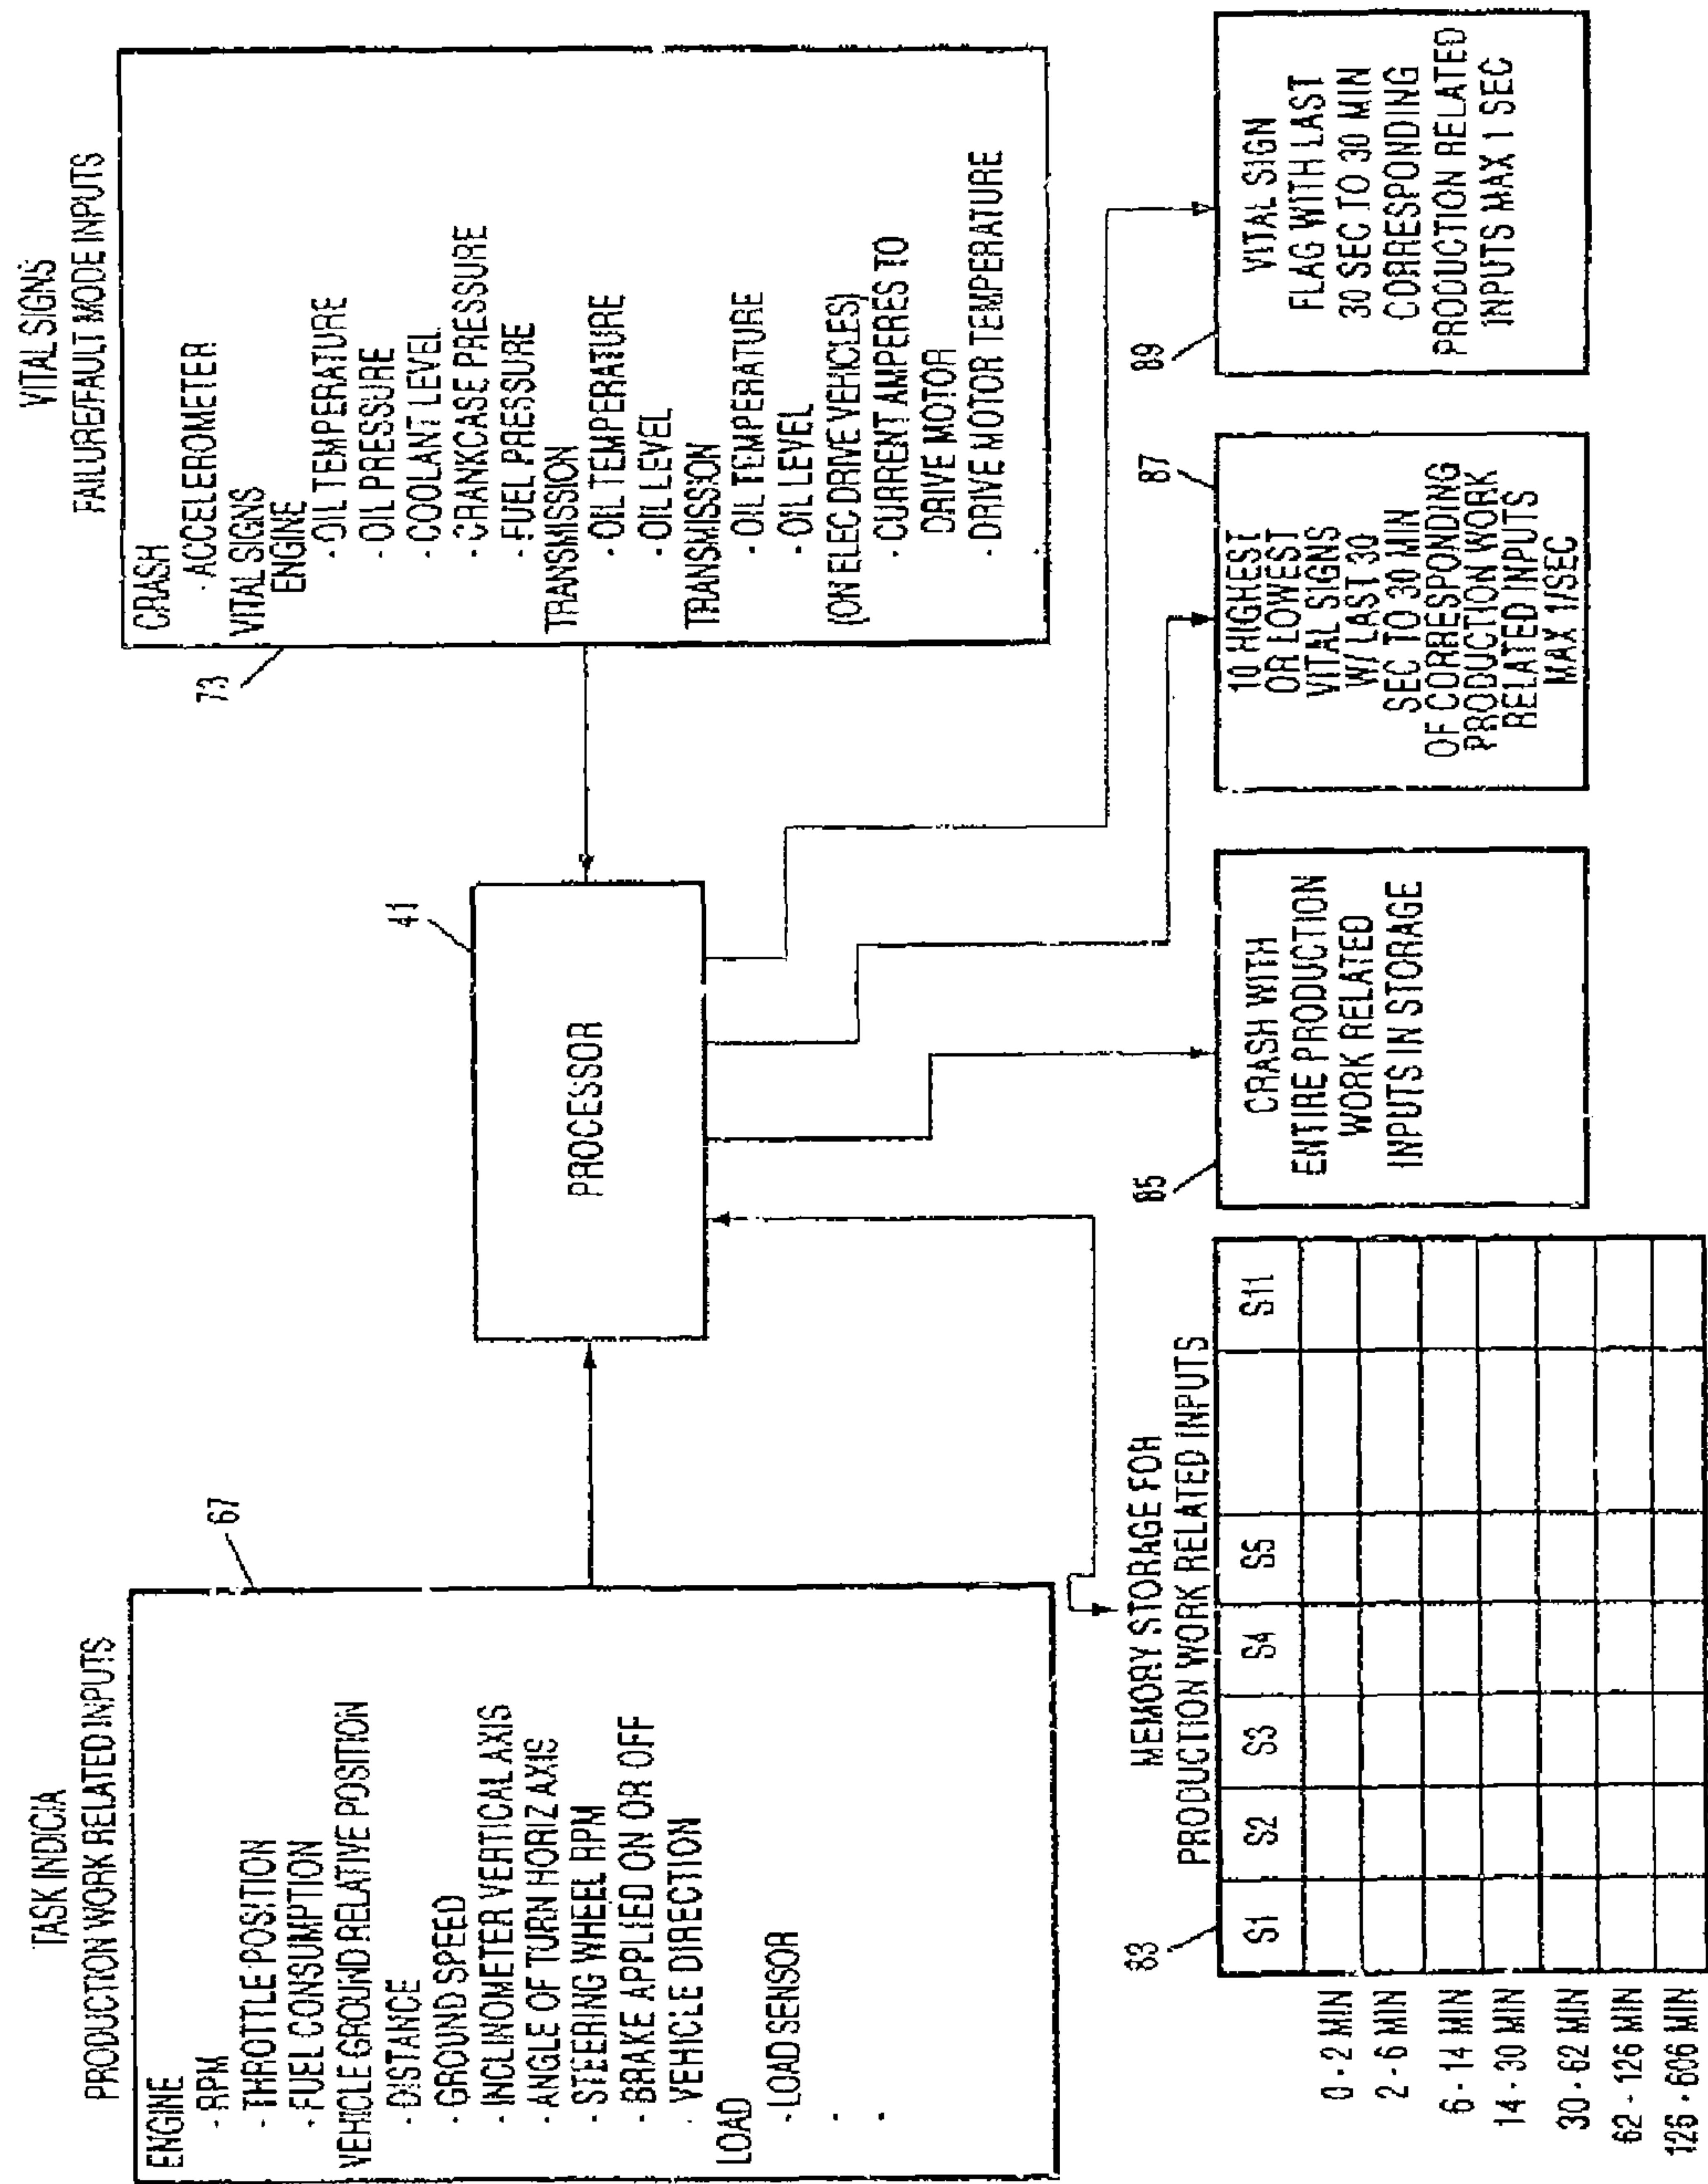 TASK INDICIA
PRODUCTION WORK RELATED INPUTS
67
ENGINE
· RPM
· THROTTLE POSITION
· FUEL CONSUMPTION
VEHICLE GROUND RELATIVE POSITION
· DISTANCE
· GROUND SPEED
· INCLINOMETER VERTICAL AXIS
· ANGLE OF TURN HORIZ AXIS
· STEERING WHEEL RPM
· BRAKE APPLIED ON OR OFF
· VEHICLE DIRECTION
LOAD
· LOAD SENSOR
·
·
41
PROCESSOR
VITAL SIGNS
FAILURE/FAULT MODE INPUTS
73
CRASH
· ACCELEROMETER
VITAL SIGNS
ENGINE
· OIL TEMPERATURE
· OIL PRESSURE
· COOLANT LEVEL
· CRANKCASE PRESSURE
· FUEL PRESSURE
TRANSMISSION
· OIL TEMPERATURE
· OIL LEVEL
TRANSMISSION
· OIL TEMPERATURE
· OIL LEVEL
(ON ELEC DRIVE VEHICLES)
· CURRENT AMPERES TO
DRIVE MOTOR
· DRIVE MOTOR TEMPERATURE
MEMORY STORAGE FOR
PRODUCTION WORK RELATED INPUTS
83
S1 S2 S3 S4 S5 S11
0 - 2 MIN
2 - 6 MIN
6 - 14 MIN
14 - 30 MIN
30 - 62 MIN
62 - 126 MIN
126 - 606 MIN
85
CRASH WITH
ENTIRE PRODUCTION
WORK RELATED
INPUTS IN STORAGE
87
10 HIGHEST
OR LOWEST
VITAL SIGNS
W/ LAST 30
SEC TO 30 MIN
OF CORRESPONDING
PRODUCTION WORK
RELATED INPUTS
MAX 1/SEC
89
VITAL SIGN
FLAG WITH LAST
30 SEC TO 30 MIN
CORRESPONDING
PRODUCTION RELATED
INPUTS MAX 1 SEC